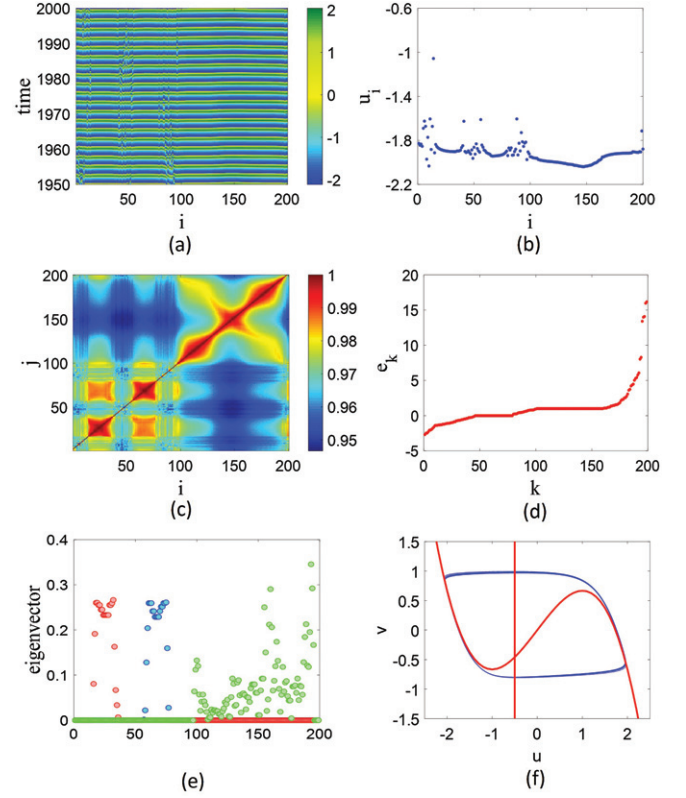 2000
1990
1980
1970
1960
1950
time
50 100 150 200
i
(a)
2
1
0
-1
-2
-1
-1.4
-1.8
-2.2
u_i
0 50 100 150 200
i
(b)
200
150
100
50
j
50 100 150 200
i
(c)
1
0.99
0.98
0.97
0.96
0.95
20
15
10
5
0
-5
e_k
0 50 100 150 200
k
(d)
0.4
0.3
0.2
0.1
0
eigenvector
0 50 100 150 200
(e)
1.5
1
0.5
0
-0.5
-1
-1.5
v
-2 -1 0 1 2
u
(f)